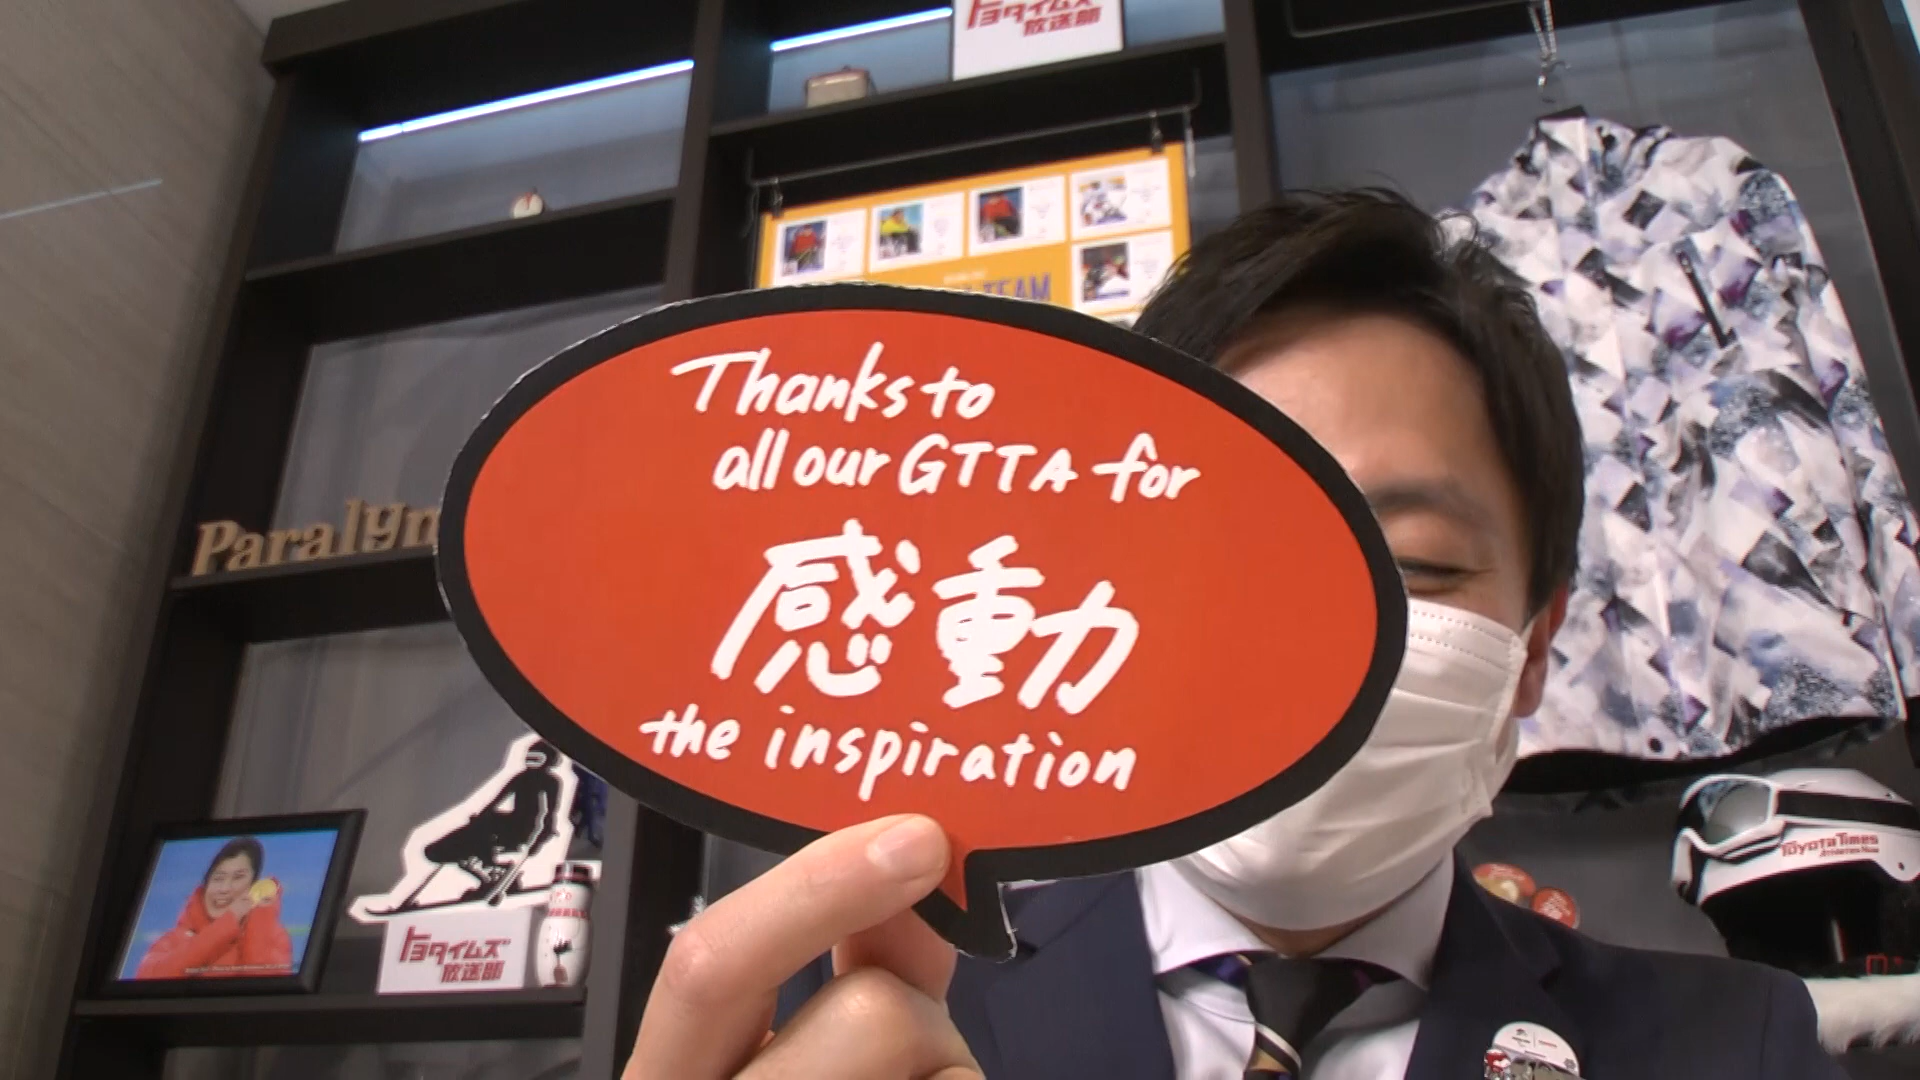 トヨタイムズ
放送部
TEAM
Thanks to
all our GTTA for
感動
the inspiration
Paralym
トヨタイムズ
放送部
TOYOTA TIMES